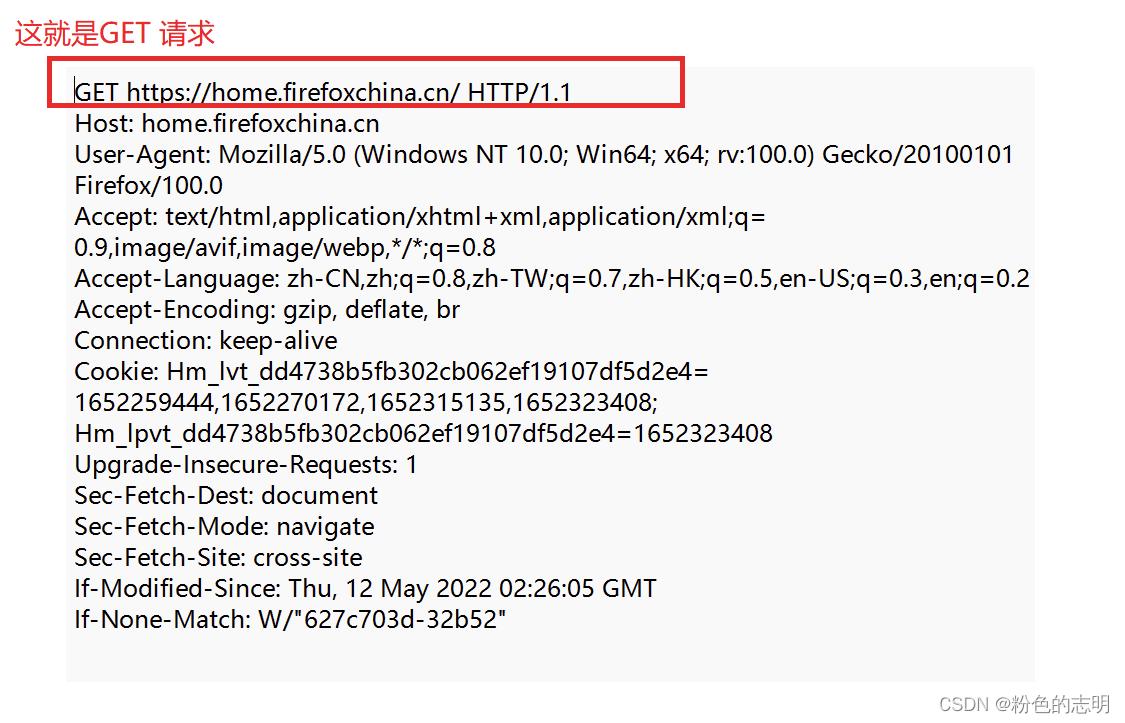 这就是GET 请求
GET https://home.firefoxchina.cn/ HTTP/1.1
Host: home.firefoxchina.cn
User-Agent: Mozilla/5.0 (Windows NT 10.0; Win64; x64; rv:100.0) Gecko/20100101
Firefox/100.0
Accept: text/html,application/xhtml+xml,application/xml;q=
0.9,image/avif,image/webp,*/*;q=0.8
Accept-Language: zh-CN,zh;q=0.8,zh-TW;q=0.7,zh-HK;q=0.5,en-US;q=0.3,en;q=0.2
Accept-Encoding: gzip, deflate, br
Connection: keep-alive
Cookie: Hm_lvt_dd4738b5fb302cb062ef19107df5d2e4=
1652259444,1652270172,1652315135,1652323408;
Hm_lpvt_dd4738b5fb302cb062ef19107df5d2e4=1652323408
Upgrade-Insecure-Requests: 1
Sec-Fetch-Dest: document
Sec-Fetch-Mode: navigate
Sec-Fetch-Site: cross-site
If-Modified-Since: Thu, 12 May 2022 02:26:05 GMT
If-None-Match: W/"627c703d-32b52"
CSDN @粉色的志明